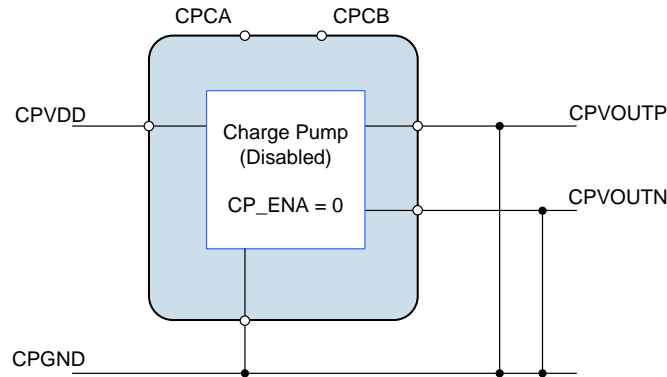 CPCA
CPCB
CPVDD
Charge Pump
(Disabled)
CP_ENA = 0
CPVOUTP
CPVOUTN
CPGND